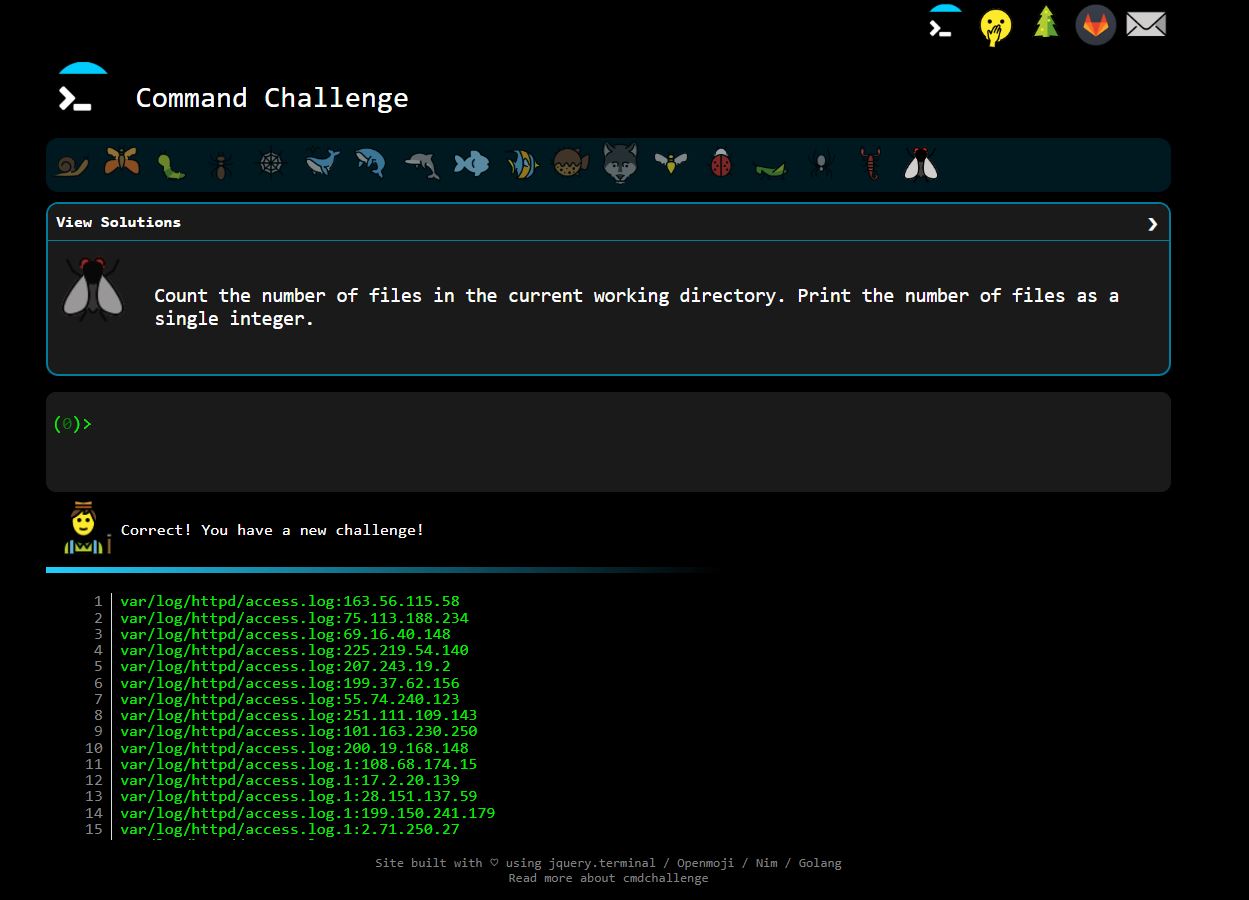 Command Challenge
View Solutions
Count the number of files in the current working directory. Print the number of files as a
single integer.
(0)>
Correct! You have a new challenge!
1 var/log/httpd/access.log:163.56.115.58
2 var/log/httpd/access.log:75.113.188.234
3 var/log/httpd/access.log:69.16.40.148
4 var/log/httpd/access.log:225.219.54.140
5 var/log/httpd/access.log:207.243.19.2
6 var/log/httpd/access.log:199.37.62.156
7 var/log/httpd/access.log:55.74.240.123
8 var/log/httpd/access.log:251.111.109.143
9 var/log/httpd/access.log:101.163.230.250
10 var/log/httpd/access.log:200.19.168.148
11 var/log/httpd/access.log.1:108.68.174.15
12 var/log/httpd/access.log.1:17.2.20.139
13 var/log/httpd/access.log.1:28.151.137.59
14 var/log/httpd/access.log.1:199.150.241.179
15 var/log/httpd/access.log.1:2.71.250.27
Site built with ♡ using jquery.terminal / Openmoji / Nim / Golang
Read more about cmdchallenge